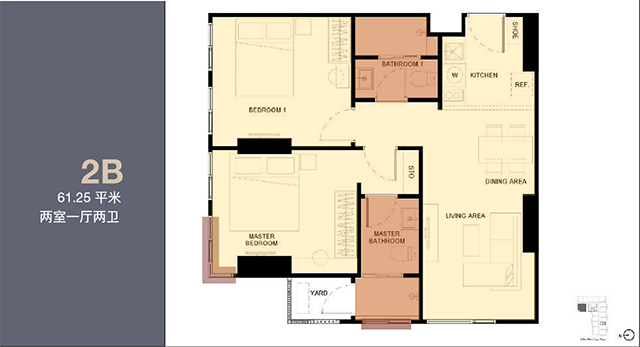 2B
61.25 平米
两室一厅两卫
BEDROOM 1
BATHROOM 1
W
KITCHEN
SHOE
REF.
DINING AREA
STO
LIVING AREA
MASTER
BEDROOM
MASTER
BATHROOM
YARD
N